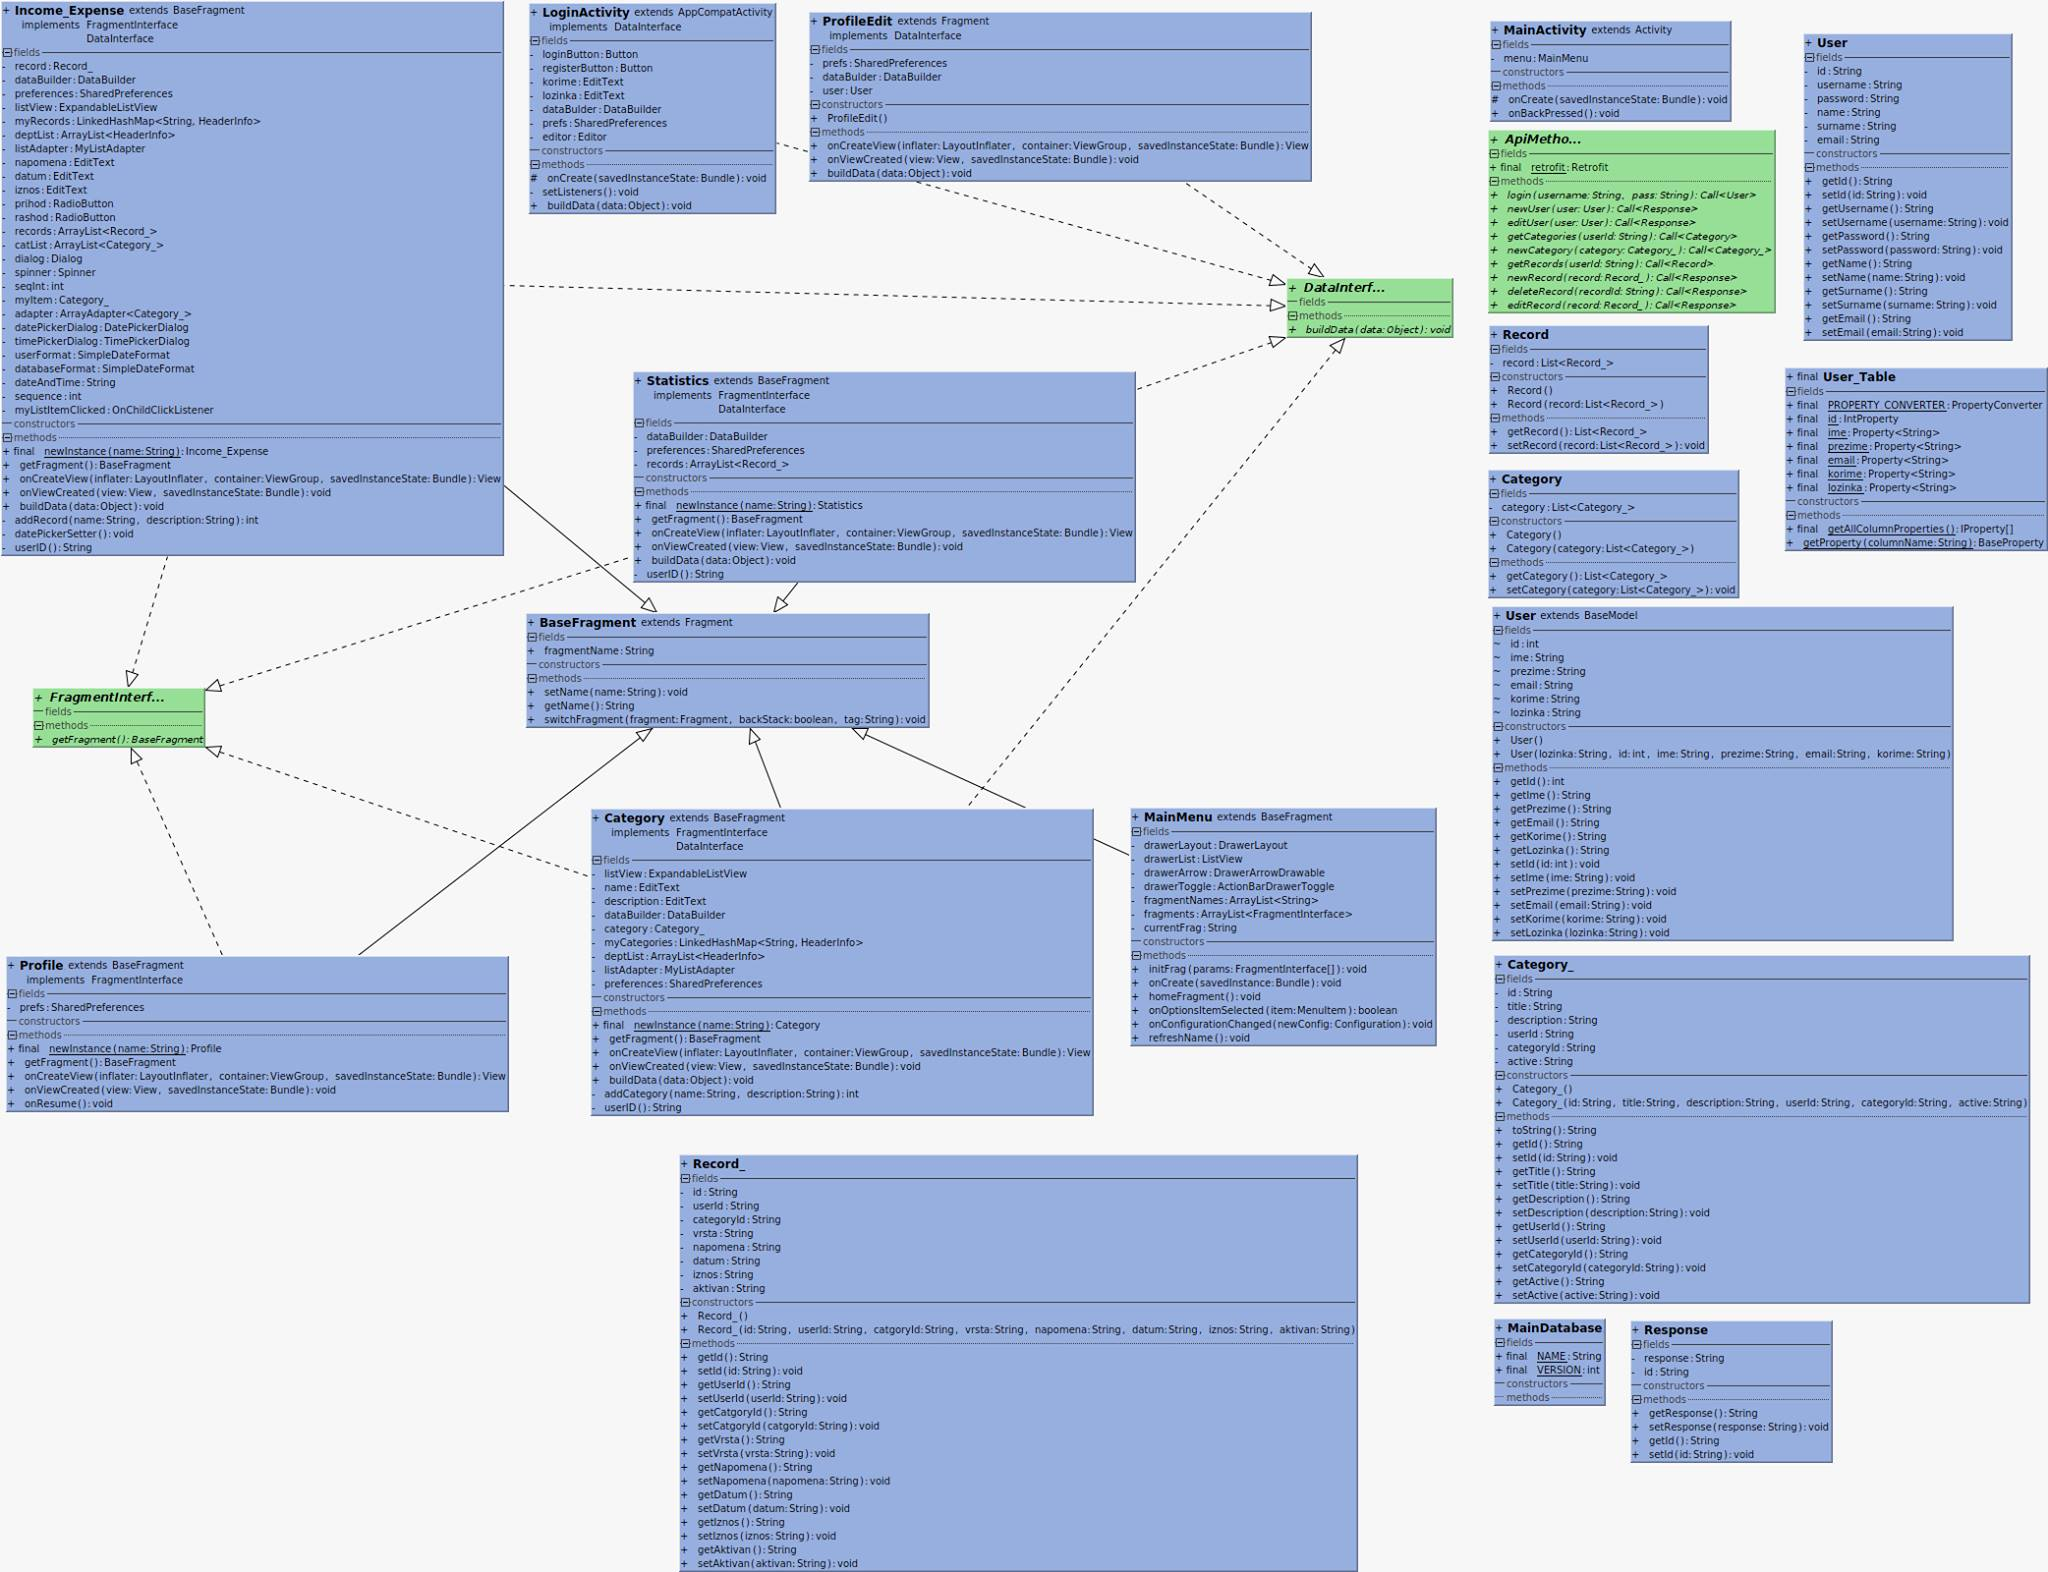 + Income_Expense extends BaseFragment
implements FragmentInterface
DataInterface
fields
- record:Record_
- dataBuilder:DataBuilder
- preferences:SharedPreferences
- listView:ExpandableListView
- myRecords:LinkedHashMap<String, HeaderInfo>
- deptList:ArrayList<HeaderInfo>
- listAdapter:MyListAdapter
- napomena:EditText
- datum:EditText
- iznos:EditText
- prihod:RadioButton
- rashod:RadioButton
- records:ArrayList<Record_>
- catList:ArrayList<Category_>
- dialog:Dialog
- spinner:Spinner
- seqInt:int
- myItem:Category_
- adapter:ArrayAdapter<Category_>
- datePickerDialog:DatePickerDialog
- timePickerDialog:TimePickerDialog
- userFormat:SimpleDateFormat
- databaseFormat:SimpleDateFormat
- dateAndTime:String
- sequence:int
- myListItemClicked:OnChildClickListener
constructors
methods
+ final newInstance(name:String):Income_Expense
+ getFragment():BaseFragment
+ onCreateView(inflater:LayoutInflater, container:ViewGroup, savedInstanceState:Bundle):View
+ onViewCreated(view:View, savedInstanceState:Bundle):void
+ buildData(data:Object):void
- addRecord(name:String, description:String):int
- datePickerSetter():void
- userID():String
+ LoginActivity extends AppCompatActivity
implements DataInterface
fields
- loginButton:Button
- registerButton:Button
- korime:EditText
- lozinka:EditText
- dataBulder:DataBuilder
- prefs:SharedPreferences
- editor:Editor
constructors
methods
# onCreate(savedInstanceState:Bundle):void
- setListeners():void
+ buildData(data:Object):void
+ ProfileEdit extends Fragment
implements DataInterface
fields
- prefs:SharedPreferences
- dataBulder:DataBuilder
- user:User
constructors
+ ProfileEdit()
methods
+ onCreateView(inflater:LayoutInflater, container:ViewGroup, savedInstanceState:Bundle):View
+ onViewCreated(view:View, savedInstanceState:Bundle):void
+ buildData(data:Object):void
+ MainActivity extends Activity
fields
- menu:MainMenu
constructors
methods
# onCreate(savedInstanceState:Bundle):void
+ onBackPressed():void
+ User
fields
- id:String
- username:String
- password:String
- name:String
- surname:String
- email:String
constructors
methods
+ getId():String
+ setId(id:String):void
+ getUsername():String
+ setUsername(username:String):void
+ getPassword():String
+ setPassword(password:String):void
+ getName():String
+ setName(name:String):void
+ getSurname():String
+ setSurname(surname:String):void
+ getEmail():String
+ setEmail(email:String):void
+ ApiMetho...
fields
+ final retrofit:Retrofit
methods
+ login(username:String, pass:String):Call<User>
+ newUser(user:User):Call<Response>
+ editUser(user:User):Call<Response>
+ getCategories(userId:String):Call<Category>
+ newCategory(category:Category_):Call<Category_>
+ getRecords(userId:String):Call<Record>
+ newRecord(record:Record_):Call<Response>
+ deleteRecord(recordId:String):Call<Response>
+ editRecord(record:Record_):Call<Response>
+ DataInterf...
fields
methods
+ buildData(data:Object):void
+ Record
fields
- record:List<Record_>
constructors
+ Record()
+ Record(record:List<Record_>)
methods
+ getRecord():List<Record_>
+ setRecord(record:List<Record_>):void
+ final User_Table
fields
+ final PROPERTY_CONVERTER:PropertyConverter
+ final id:IntProperty
+ final ime:Property<String>
+ final prezime:Property<String>
+ final email:Property<String>
+ final korime:Property<String>
+ final lozinka:Property<String>
constructors
methods
+ final getAllColumnProperties():IProperty[]
+ getProperty(columnName:String):BaseProperty
+ Statistics extends BaseFragment
implements FragmentInterface
DataInterface
fields
- dataBuilder:DataBuilder
- preferences:SharedPreferences
- records:ArrayList<Record_>
constructors
methods
+ final newInstance(name:String):Statistics
+ getFragment():BaseFragment
+ onCreateView(inflater:LayoutInflater, container:ViewGroup, savedInstanceState:Bundle):View
+ onViewCreated(view:View, savedInstanceState:Bundle):void
+ buildData(data:Object):void
- userID():String
+ Category
fields
- category:List<Category_>
constructors
+ Category()
+ Category(category:List<Category_>)
methods
+ getCategory():List<Category_>
+ setCategory(category:List<Category_>):void
+ BaseFragment extends Fragment
fields
+ fragmentName:String
constructors
methods
+ setName(name:String):void
+ getName():String
+ switchFragment(fragment:Fragment, backStack:boolean, tag:String):void
+ FragmentInterf...
fields
methods
+ getFragment():BaseFragment
+ User extends BaseModel
fields
~ id:int
~ ime:String
~ prezime:String
~ email:String
~ korime:String
~ lozinka:String
constructors
+ User()
+ User(lozinka:String, id:int, ime:String, prezime:String, email:String, korime:String)
methods
+ getId():int
+ getIme():String
+ getPrezime():String
+ getEmail():String
+ getKorime():String
+ getLozinka():String
+ setId(id:int):void
+ setIme(ime:String):void
+ setPrezime(prezime:String):void
+ setEmail(email:String):void
+ setKorime(korime:String):void
+ setLozinka(lozinka:String):void
+ Category extends BaseFragment
implements FragmentInterface
DataInterface
fields
- listView:ExpandableListView
- name:EditText
- description:EditText
- dataBuilder:DataBuilder
- category:Category_
- myCategories:LinkedHashMap<String, HeaderInfo>
- deptList:ArrayList<HeaderInfo>
- listAdapter:MyListAdapter
- preferences:SharedPreferences
constructors
methods
+ final newInstance(name:String):Category
+ getFragment():BaseFragment
+ onCreateView(inflater:LayoutInflater, container:ViewGroup, savedInstanceState:Bundle):View
+ onViewCreated(view:View, savedInstanceState:Bundle):void
+ buildData(data:Object):void
- addCategory(name:String, description:String):int
- userID():String
+ MainMenu extends BaseFragment
fields
- drawerLayout:DrawerLayout
- drawerList:ListView
- drawerArrow:DrawerArrowDrawable
- drawerToggle:ActionBarDrawerToggle
- fragmentNames:ArrayList<String>
- fragments:ArrayList<FragmentInterface>
- currentFrag:String
constructors
methods
+ initFrag(params:FragmentInterface[]):void
+ onCreate(savedInstance:Bundle):void
+ homeFragment():void
+ onOptionsItemSelected(item:MenuItem):boolean
+ onConfigurationChanged(newConfig:Configuration):void
+ refreshName():void
+ Profile extends BaseFragment
implements FragmentInterface
fields
- prefs:SharedPreferences
constructors
methods
+ final newInstance(name:String):Profile
+ getFragment():BaseFragment
+ onCreateView(inflater:LayoutInflater, container:ViewGroup, savedInstanceState:Bundle):View
+ onViewCreated(view:View, savedInstanceState:Bundle):void
+ onResume():void
+ Category_
fields
- id:String
- title:String
- description:String
- userId:String
- categoryId:String
- active:String
constructors
+ Category_()
+ Category_(id:String, title:String, description:String, userId:String, categoryId:String, active:String)
methods
+ toString():String
+ getId():String
+ setId(id:String):void
+ getTitle():String
+ setTitle(title:String):void
+ getDescription():String
+ setDescription(description:String):void
+ getUserId():String
+ setUserId(userId:String):void
+ getCategoryId():String
+ setCategoryId(categoryId:String):void
+ getActive():String
+ setActive(active:String):void
+ Record_
fields
- id:String
- userId:String
- categoryId:String
- vrsta:String
- napomena:String
- datum:String
- iznos:String
- aktivan:String
constructors
+ Record_()
+ Record_(id:String, userId:String, catgoryId:String, vrsta:String, napomena:String, datum:String, iznos:String, aktivan:String)
methods
+ getId():String
+ setId(id:String):void
+ getUserId():String
+ setUserId(userId:String):void
+ getCatgoryId():String
+ setCatgoryId(catgoryId:String):void
+ getVrsta():String
+ setVrsta(vrsta:String):void
+ getNapomena():String
+ setNapomena(napomena:String):void
+ getDatum():String
+ setDatum(datum:String):void
+ getIznos():String
+ setIznos(iznos:String):void
+ getAktivan():String
+ setAktivan(aktivan:String):void
+ MainDatabase
fields
+ final NAME:String
+ final VERSION:int
constructors
methods
+ Response
fields
- response:String
- id:String
constructors
methods
+ getResponse():String
+ setResponse(response:String):void
+ getId():String
+ setId(id:String):void